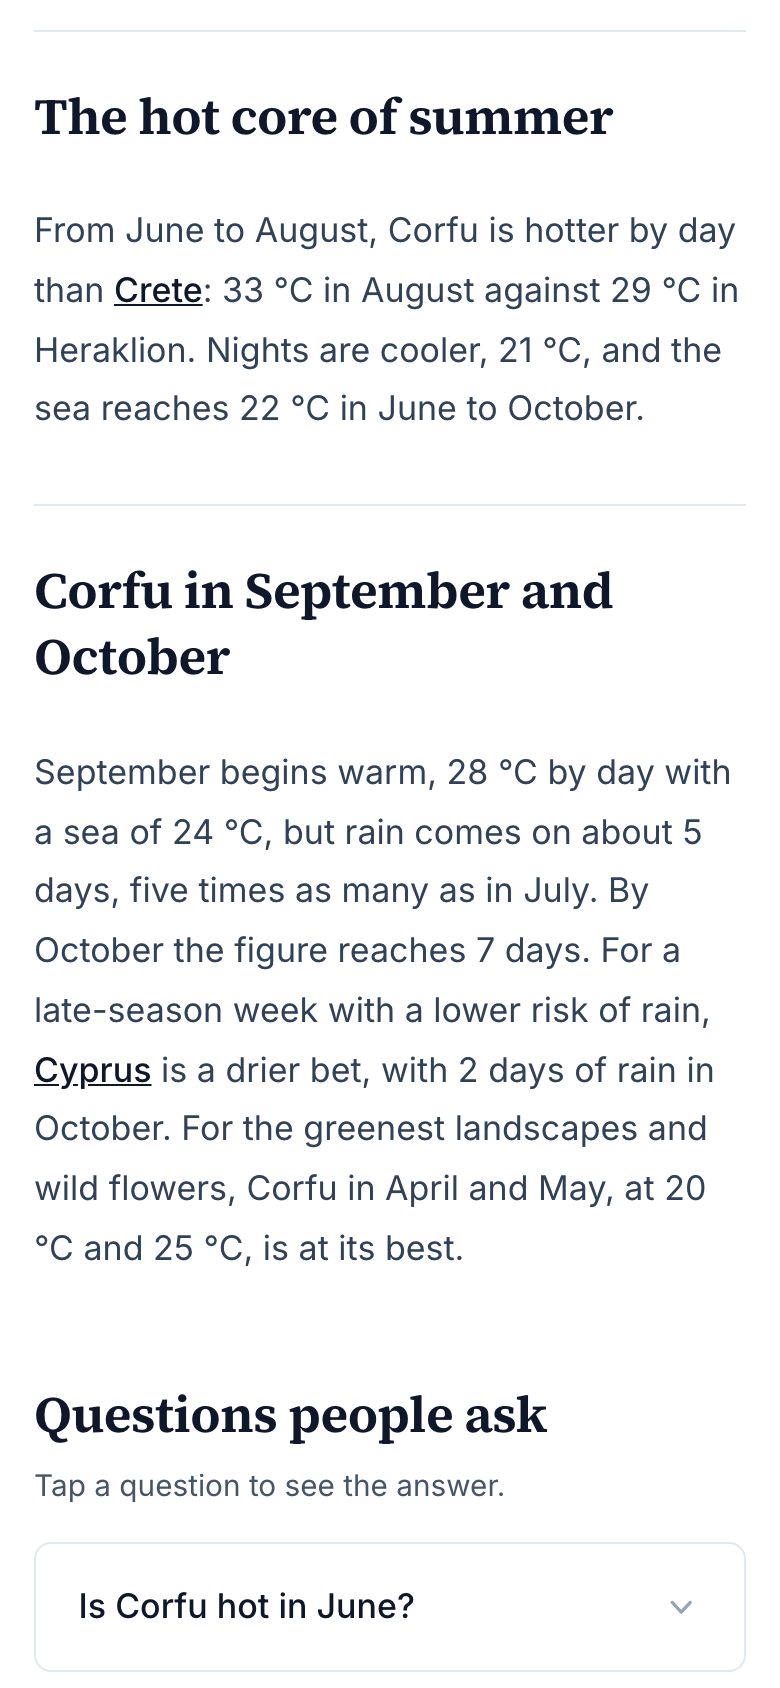 The hot core of summer
From June to August, Corfu is hotter by day
than Crete: 33 °C in August against 29 °C in
Heraklion. Nights are cooler, 21 °C, and the
sea reaches 22 °C in June to October.
Corfu in September and
October
September begins warm, 28 °C by day with
a sea of 24 °C, but rain comes on about 5
days, five times as many as in July. By
October the figure reaches 7 days. For a
late-season week with a lower risk of rain,
Cyprus is a drier bet, with 2 days of rain in
October. For the greenest landscapes and
wild flowers, Corfu in April and May, at 20
°C and 25 °C, is at its best.
Questions people ask
Tap a question to see the answer.
Is Corfu hot in June?